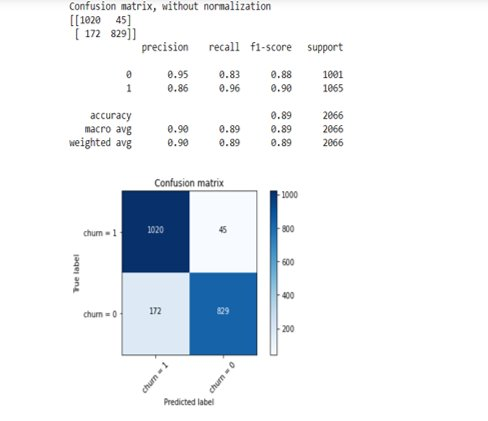 Confusion matrix, without normalization
[[1020 45]
[ 172 829]]
precision recall f1-score support
0 0.95 0.83 0.88 1001
1 0.86 0.96 0.90 1065
accuracy 0.89 2066
macro avg 0.90 0.89 0.89 2066
weighted avg 0.90 0.89 0.89 2066
Confusion matrix
1000
churn = 1 1020 45
800
600
True label
400
churn = 0 172 829
200
churn = 1 churn = 0
Predicted label